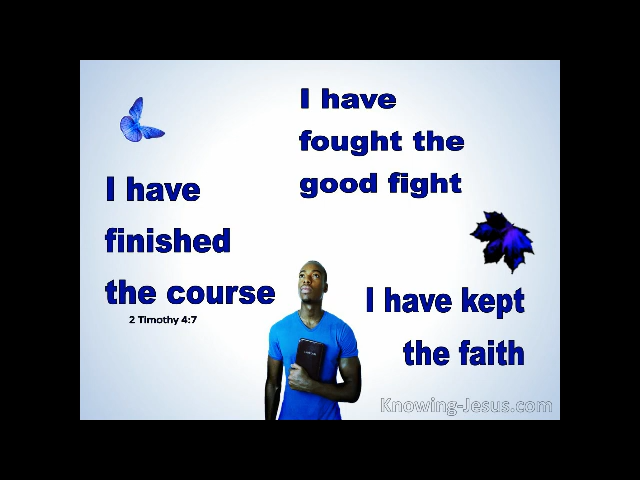 I have
fought the
good fight
I have
finished
the course
2 Timothy 4:7
I have kept
the faith
Knowing-Jesus.com